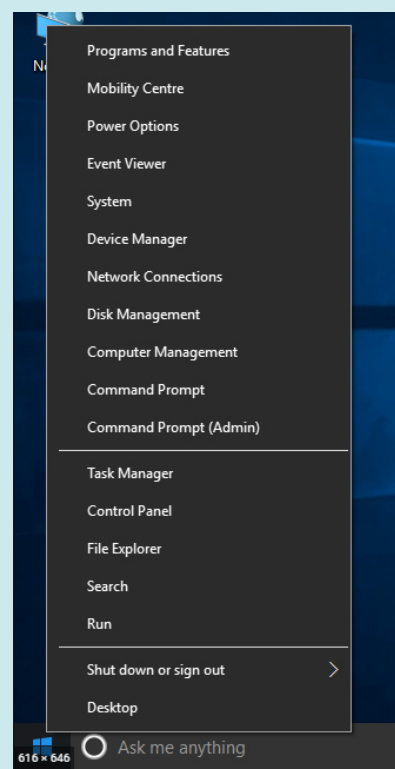 Ne
Programs and Features
Mobility Centre
Power Options
Event Viewer
System
Device Manager
Network Connections
Disk Management
Computer Management
Command Prompt
Command Prompt (Admin)
Task Manager
Control Panel
File Explorer
Search
Run
Shut down or sign out
Desktop
Ask me anything
616 × 646